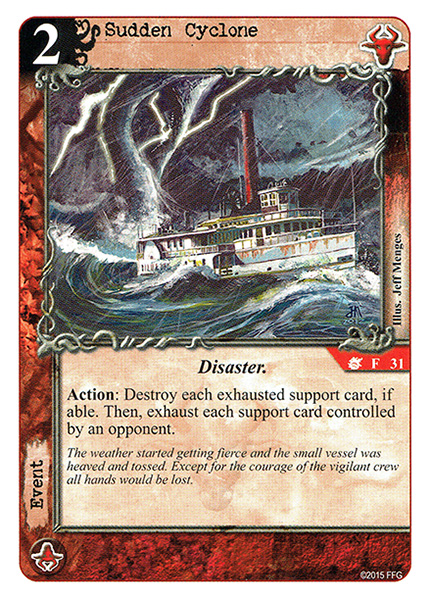 2
Sudden Cyclone
Illus. Jeff Menges
JM
Disaster.
F 31
Action: Destroy each exhausted support card, if
able. Then, exhaust each support card controlled
by an opponent.
The weather started getting fierce and the small vessel was
heaved and tossed. Except for the courage of the vigilant crew
all hands would be lost.
Event
©2015 FFG